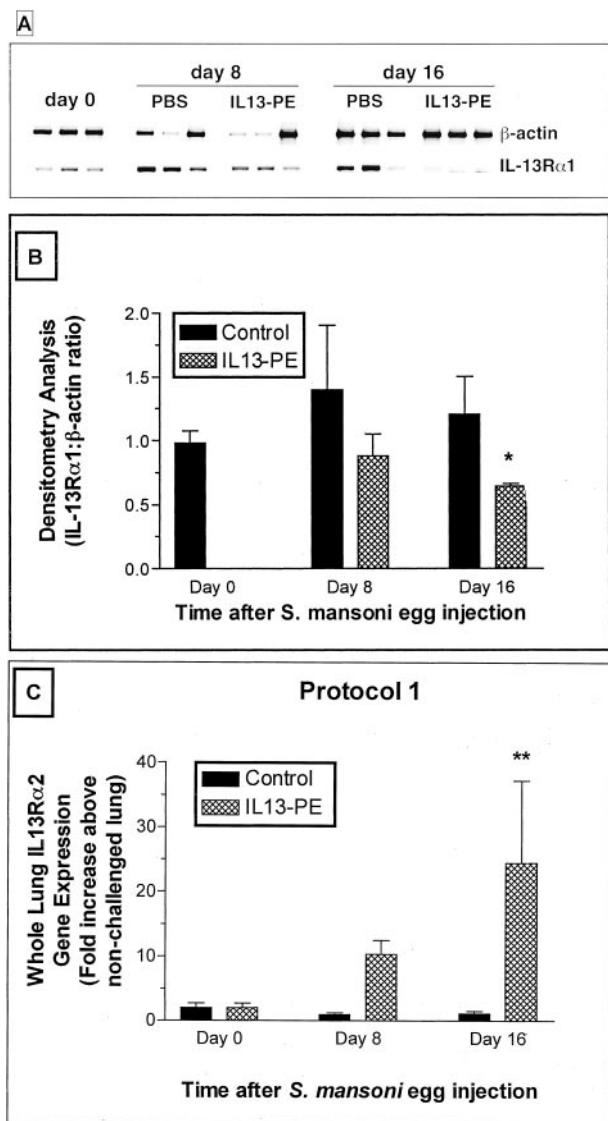 A
day 8 day 16
day 0 PBS IL13-PE PBS IL13-PE
β-actin
IL-13Rα1
B
Densitometry Analysis
(IL-13Rα1:β-actin ratio)
2.0
1.5
1.0
0.5
0.0
Control
IL13-PE
*
Day 0 Day 8 Day 16
Time after S. mansoni egg injection
C
Protocol 1
Whole Lung IL13Rα2
Gene Expression
(Fold increase above
non-challenged lung)
40
30
20
10
0
Control
IL13-PE
**
Day 0 Day 8 Day 16
Time after S. mansoni egg injection